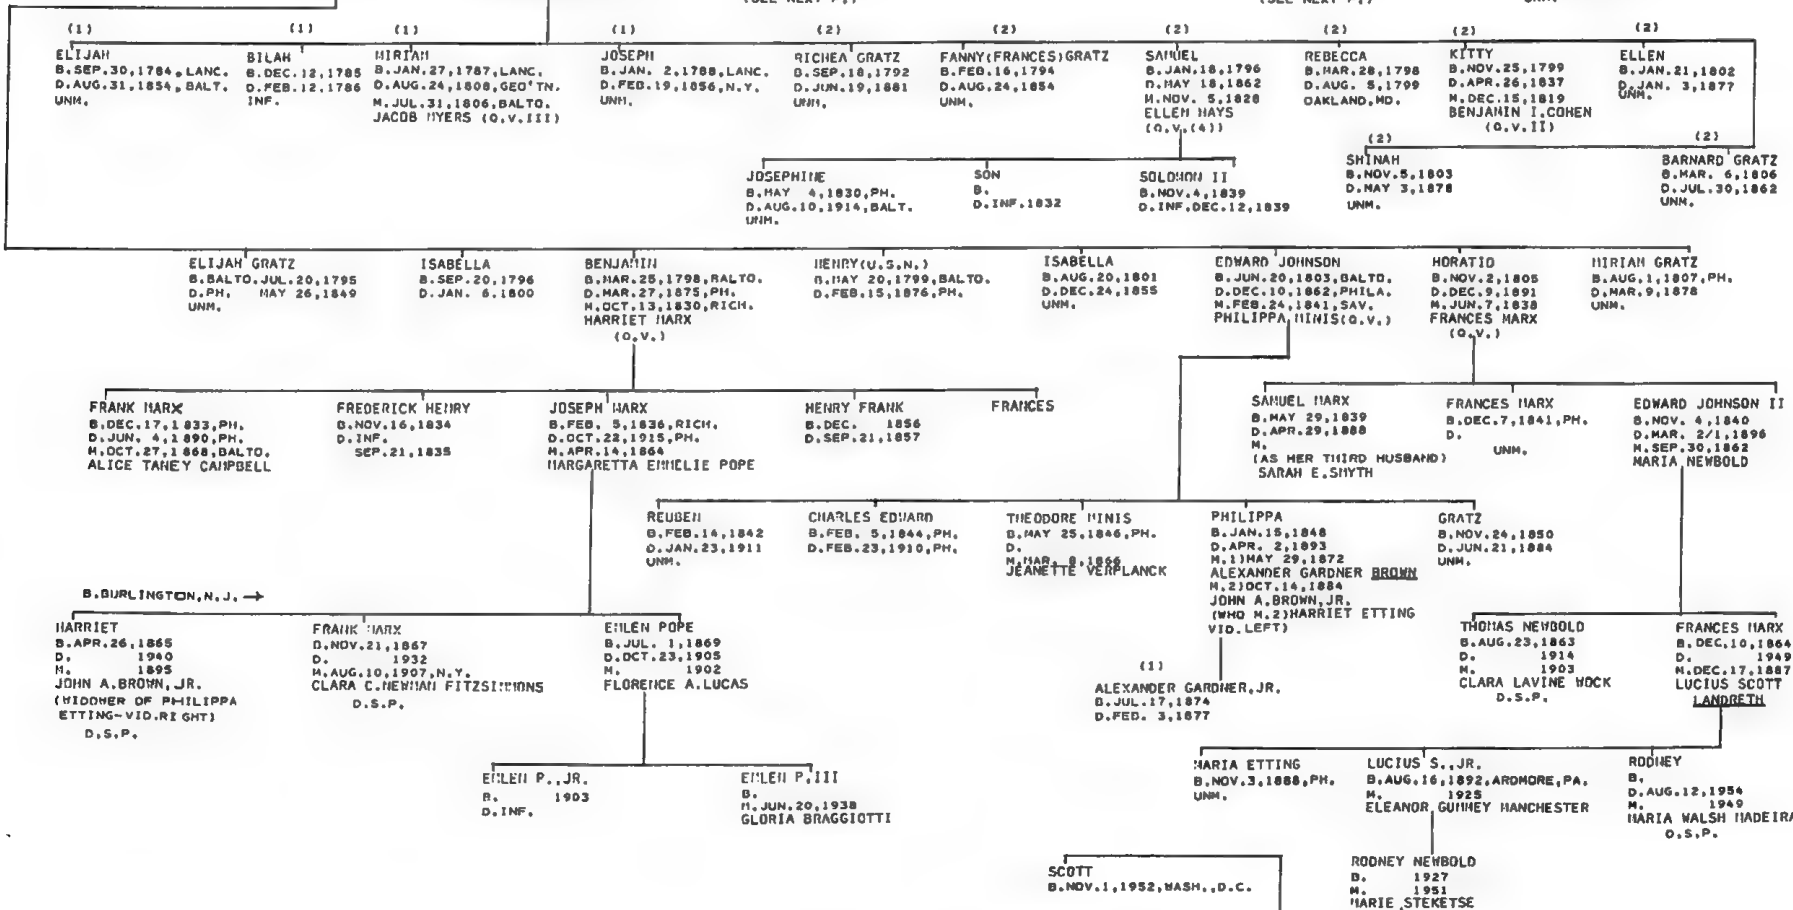 (SEE NEXT P.)
(SEE NEXT P.)
UNM.
(1)
ELIJAH
B.SEP.30,1784,LANC.
D.AUG.31,1854,BALT.
UNM.
(1)
BILAH
B.DEC.12,1785
D.FEB.12,1786
INF.
(1)
MIRIAM
B.JAN.27,1787,LANC.
D.AUG.24,1808,GEO'TN.
M.JUL.31,1806,BALTO.
JACOB MYERS (Q.V.III)
(1)
JOSEPH
B.JAN. 2,1788,LANC.
D.FEB.19,1856,N.Y.
UNM.
(2)
RICHEA GRATZ
B.SEP.18,1792
D.JUN.19,1881
UNM.
(2)
FANNY(FRANCES)GRATZ
B.FEB.16,1794
D.AUG.24,1854
UNM.
(2)
SAMUEL
B.JAN.18,1796
D.MAY 18,1862
M.NOV. 5,1828
ELLEN HAYS
(Q.V.(4))
(2)
REBECCA
B.MAR.28,1798
D.AUG. 5,1799
OAKLAND,MD.
(2)
KITTY
B.NOV.25,1799
D.APR.26,1837
M.DEC.15,1819
BENJAMIN I.COHEN
(Q.V.II)
(2)
ELLEN
B.JAN.21,1802
D.JAN. 3,1877
UNM.
(2)
SHINAH
B.NOV.5,1803
D.MAY 3,1878
UNM.
(2)
BARNARD GRATZ
B.MAR. 6,1806
D.JUL.30,1862
UNM.
JOSEPHINE
B.MAY 4,1830,PH.
D.AUG.10,1914,BALT.
UNM.
SON
B.
D.INF.1832
SOLOMON II
B.NOV.4,1839
D.INF,DEC.12,1839
ELIJAH GRATZ
B.BALTO.JUL.20,1795
D.PH. MAY 26,1849
UNM.
ISABELLA
B.SEP.20,1796
D.JAN. 6,1800
BENJAMIN
B.MAR.25,1798,BALTO.
D.MAR.27,1875,PH.
M.OCT.13,1830,RICH.
HARRIET MARX
(Q.V.)
HENRY(U.S.N.)
B.MAY 20,1799,BALTO.
D.FEB.15,1876,PH.
ISABELLA
B.AUG.20,1801
D.DEC.24,1855
UNM.
EDWARD JOHNSON
B.JUN.20,1803,BALTO.
D.DEC.10,1862,PHILA.
M.FEB.24,1841,SAV.
PHILIPPA MINIS(Q.V.)
HORATIO
B.NOV.2,1805
D.DEC.9,1891
M.JUN.7,1838
FRANCES MARX
(Q.V.)
MIRIAM GRATZ
B.AUG.1,1807,PH.
D.MAR.9,1878
UNM.
FRANK MARX
B.DEC.17,1833,PH.
D.JUN. 4,1890,PH.
M.OCT.27,1868,BALTO.
ALICE TANEY CAMPBELL
FREDERICK HENRY
B.NOV.16,1834
D.INF.
SEP.21,1835
JOSEPH MARX
B.FEB. 5,1836,RICH.
D.OCT.22,1915,PH.
M.APR.14,1864
MARGARETTA EMMELIE POPE
HENRY FRANK
B.DEC. 1856
D.SEP.21,1857
FRANCES
SAMUEL MARX
B.MAY 29,1839
D.APR.29,1888
M.
(AS HER THIRD HUSBAND)
SARAH E.SMYTH
FRANCES MARX
B.DEC.7,1841,PH.
D.
UNM.
EDWARD JOHNSON II
B.NOV. 4,1840
D.MAR. 2/1,1896
M.SEP.30,1862
MARIA NEWBOLD
REUBEN
B.FEB.14,1842
D.JAN.23,1911
UNM.
CHARLES EDWARD
B.FEB. 5,1844,PH.
D.FEB.23,1910,PH.
THEODORE MINIS
B.MAY 25,1846,PH.
D.
M.MAR. 8,1866
JEANETTE VERPLANCK
PHILIPPA
B.JAN.15,1848
D.APR. 2,1893
M.1)MAY 29,1872
ALEXANDER GARDNER BROWN
M.2)OCT.14,1884
JOHN A.BROWN,JR.
(WHO M.2)HARRIET ETTING
VID.LEFT)
GRATZ
B.NOV.24,1850
D.JUN.21,1884
UNM.
B.BURLINGTON,N.J. →
HARRIET
B.APR.26,1865
D. 1940
M. 1895
JOHN A.BROWN,JR.
(WIDOWER OF PHILIPPA
ETTING-VID.RIGHT)
D.S.P.
FRANK MARX
B.NOV.21,1867
D. 1932
M.AUG.10,1907,N.Y.
CLARA C.NEWMAN FITZSIMMONS
D.S.P.
EMLEN POPE
B.JUL. 1,1869
D.OCT.23,1905
M. 1902
FLORENCE A.LUCAS
(1)
ALEXANDER GARDNER,JR.
B.JUL.17,1874
D.FEB. 3,1877
THOMAS NEWBOLD
B.AUG.23,1863
D. 1914
M. 1903
CLARA LAVINE WOCK
D.S.P.
FRANCES MARX
B.DEC.10,1864
D. 1949
M.DEC.17,1887
LUCIUS SCOTT
LANDRETH
EMLEN P.,JR.
B. 1903
D.INF.
EMLEN P.III
B.
M.JUN.20,1938
GLORIA BRAGGIOTTI
MARIA ETTING
B.NOV.3,1888,PH.
UNM.
LUCIUS S.,JR.
B.AUG.16,1892,ARDMORE,PA.
M. 1925
ELEANOR GUMMEY MANCHESTER
RODNEY
B.
D.AUG.12,1954
M. 1949
MARIA WALSH MADEIRA
D.S.P.
SCOTT
B.NOV.1,1952,WASH.,D.C.
RODNEY NEWBOLD
B. 1927
M. 1951
MARIE STEKETSE